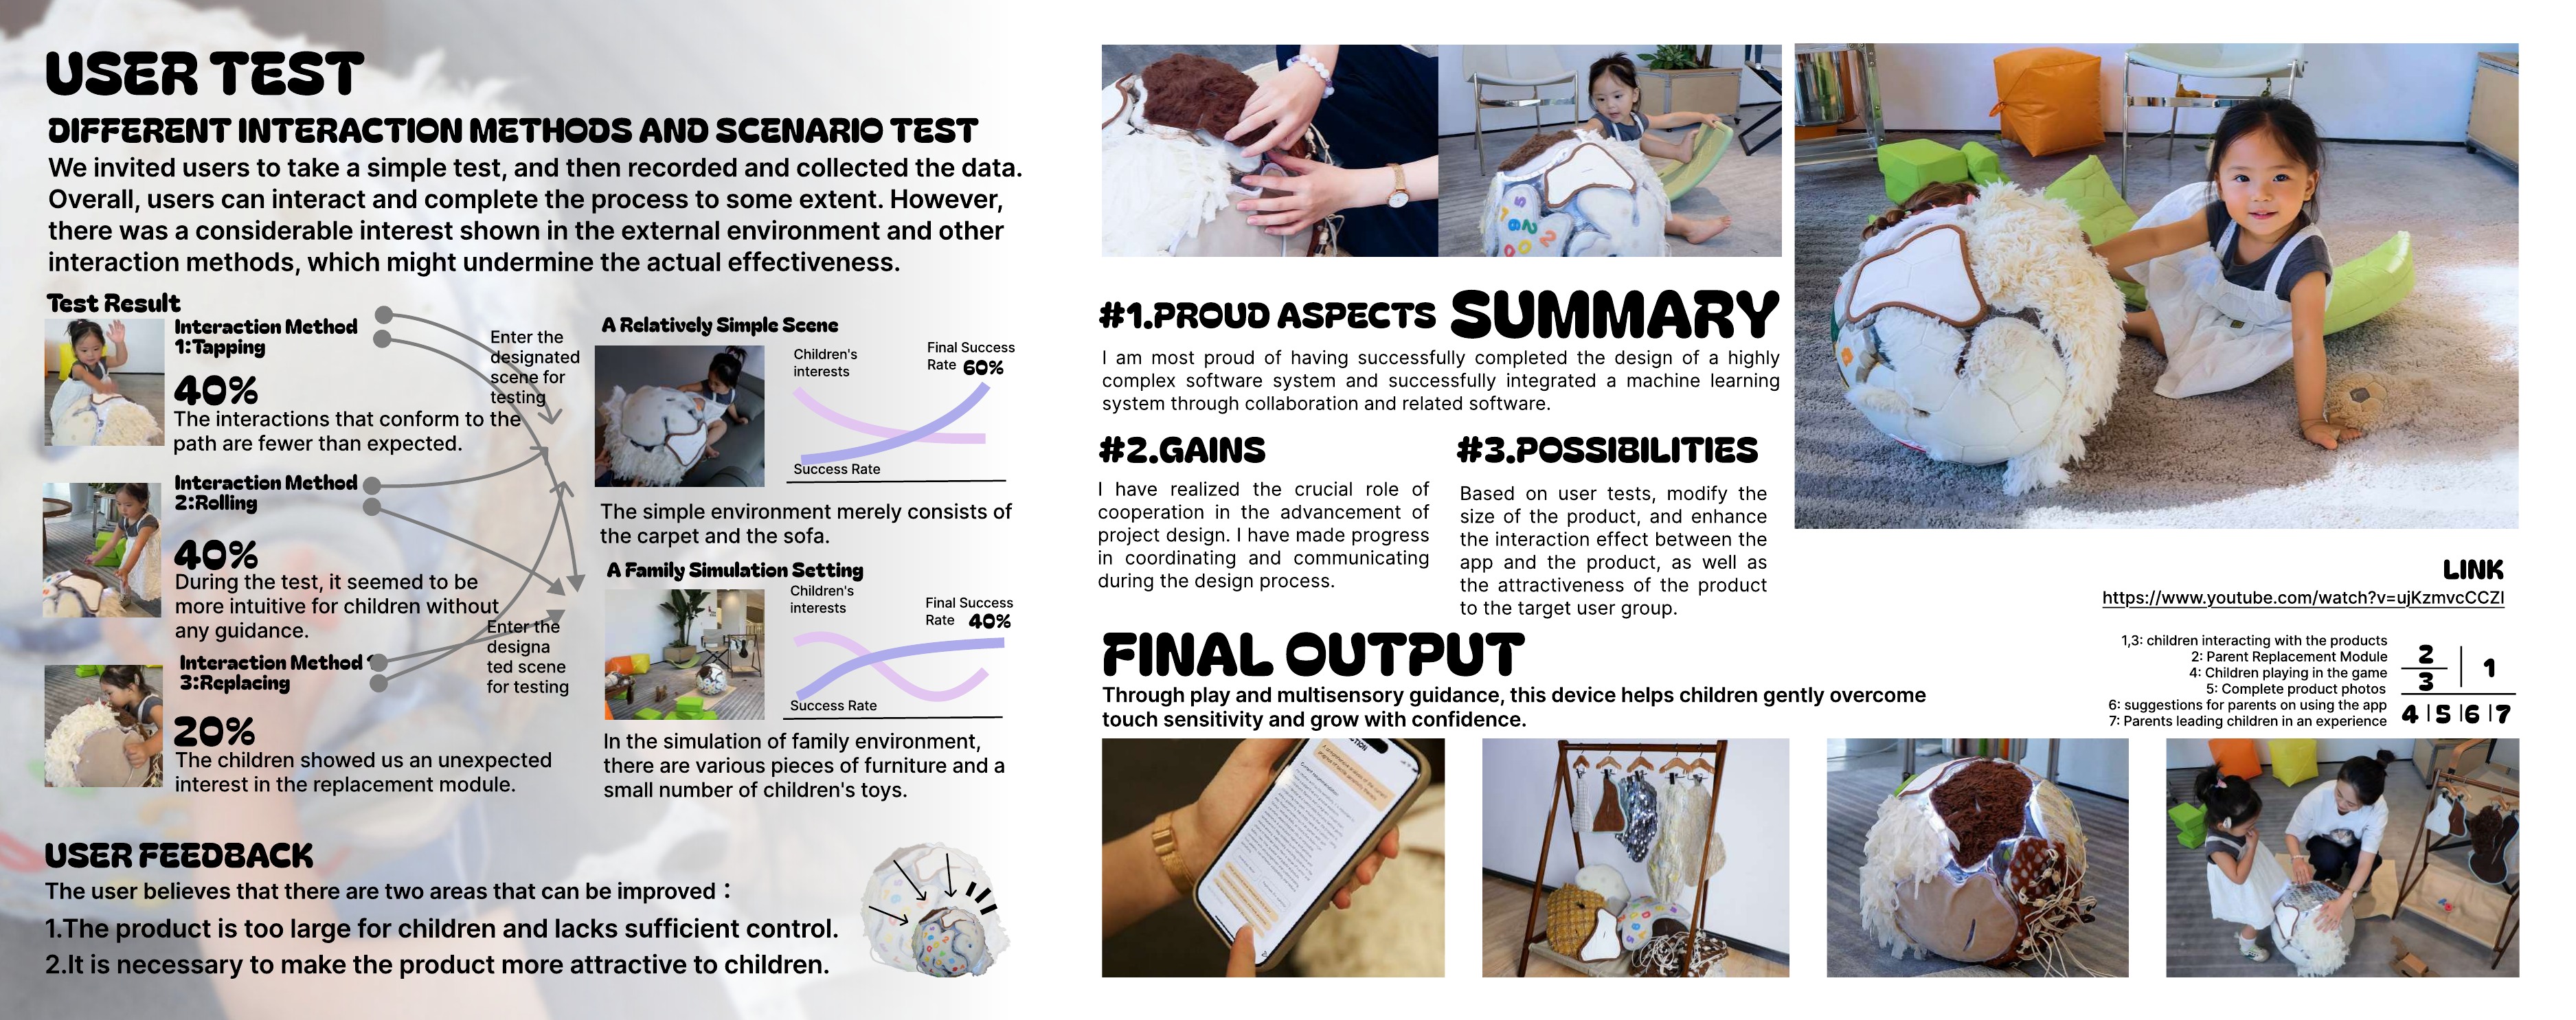 USER TEST
DIFFERENT INTERACTION METHODS AND SCENARIO TEST
We invited users to take a simple test, and then recorded and collected the data.
Overall, users can interact and complete the process to some extent. However,
there was a considerable interest shown in the external environment and other
interaction methods, which might undermine the actual effectiveness.
Test Result
Interaction Method
1:Tapping
40%
The interactions that conform to the
path are fewer than expected.
Interaction Method
2:Rolling
40%
During the test, it seemed to be
more intuitive for children without
any guidance.
Interaction Method
3:Replacing
20%
The children showed us an unexpected
interest in the replacement module.
Enter the
designated
scene for
testing
Enter the
designa
ted scene
for testing
A Relatively Simple Scene
Children's
interests
Final Success
Rate 60%
Success Rate
The simple environment merely consists of
the carpet and the sofa.
A Family Simulation Setting
Children's
interests
Final Success
Rate 40%
Success Rate
In the simulation of family environment,
there are various pieces of furniture and a
small number of children's toys.
USER FEEDBACK
The user believes that there are two areas that can be improved：
1.The product is too large for children and lacks sufficient control.
2.It is necessary to make the product more attractive to children.
#1.PROUD ASPECTS SUMMARY
I am most proud of having successfully completed the design of a highly
complex software system and successfully integrated a machine learning
system through collaboration and related software.
#2.GAINS
I have realized the crucial role of
cooperation in the advancement of
project design. I have made progress
in coordinating and communicating
during the design process.
#3.POSSIBILITIES
Based on user tests, modify the
size of the product, and enhance
the interaction effect between the
app and the product, as well as
the attractiveness of the product
to the target user group.
LINK
https://www.youtube.com/watch?v=ujKzmvcCCZI
1,3: children interacting with the products
2: Parent Replacement Module
4: Children playing in the game
5: Complete product photos
6: suggestions for parents on using the app
7: Parents leading children in an experience
2
3
1
4 | 5 | 6 | 7
FINAL OUTPUT
Through play and multisensory guidance, this device helps children gently overcome
touch sensitivity and grow with confidence.